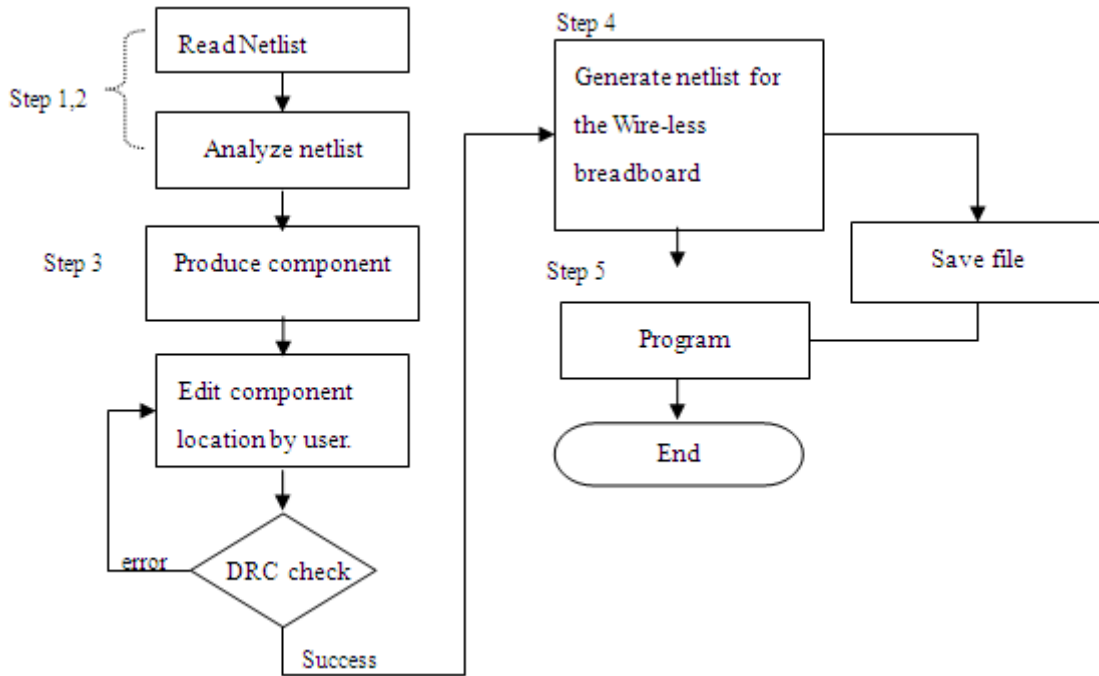 Step 1,2
Read Netlist
Analyze netlist
Step 3
Produce component
Edit component
location by user.
error
DRC check
Success
Step 4
Generate netlist for
the Wire-less
breadboard
Save file
Step 5
Program
End